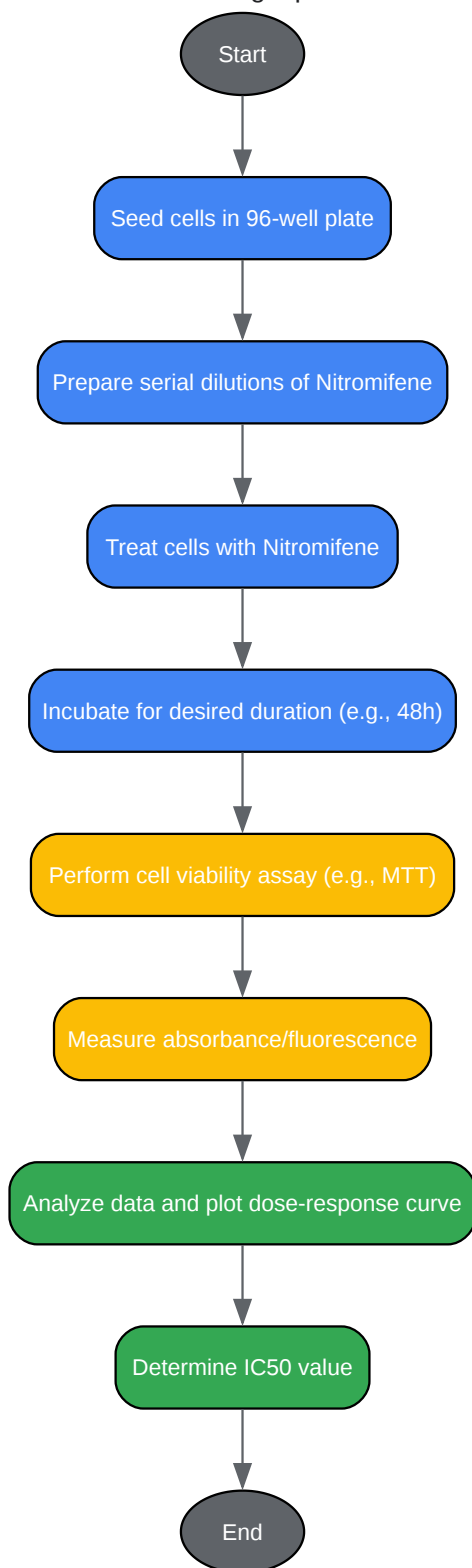 Start
Seed cells in 96-well plate
Prepare serial dilutions of Nitromifene
Treat cells with Nitromifene
Incubate for desired duration (e.g., 48h)
Perform cell viability assay (e.g., MTT)
Measure absorbance/fluorescence
Analyze data and plot dose-response curve
Determine IC50 value
End